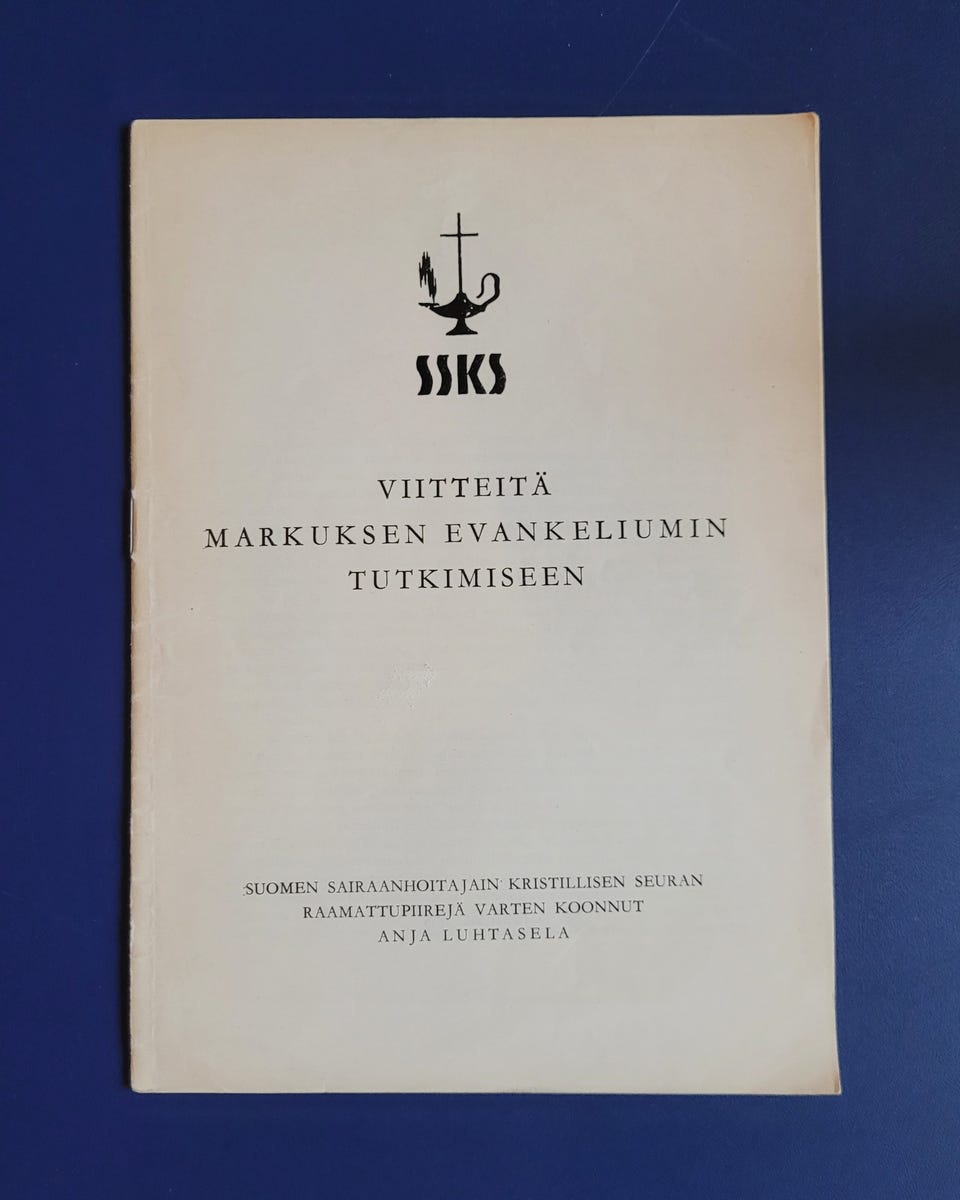 SSKS
VIITTEITÄ
MARKUKSEN EVANKELIUMIN
TUTKIMISEEN
SUOMEN SAIRAANHOITAJAIN KRISTILLISEN SEURAN
RAAMATTUPIIREJÄ VARTEN KOONNUT
ANJA LUHTASELA